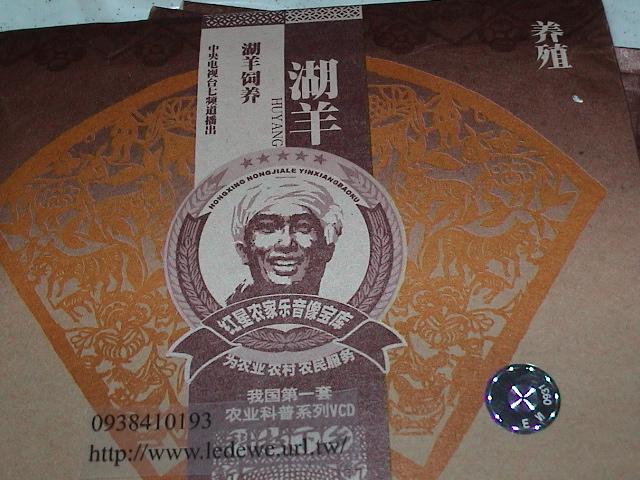 养殖
湖羊
HUYANG
湖羊饲养
中央电视台七频道播出
HONGXING HONGJIALE YINXIANGBAOKU
红星农家乐音像宝库
为农业 农村 农民服务
我国第一套
农业科普系列VCD
0938410193
http://www.ledewe.url.tw/